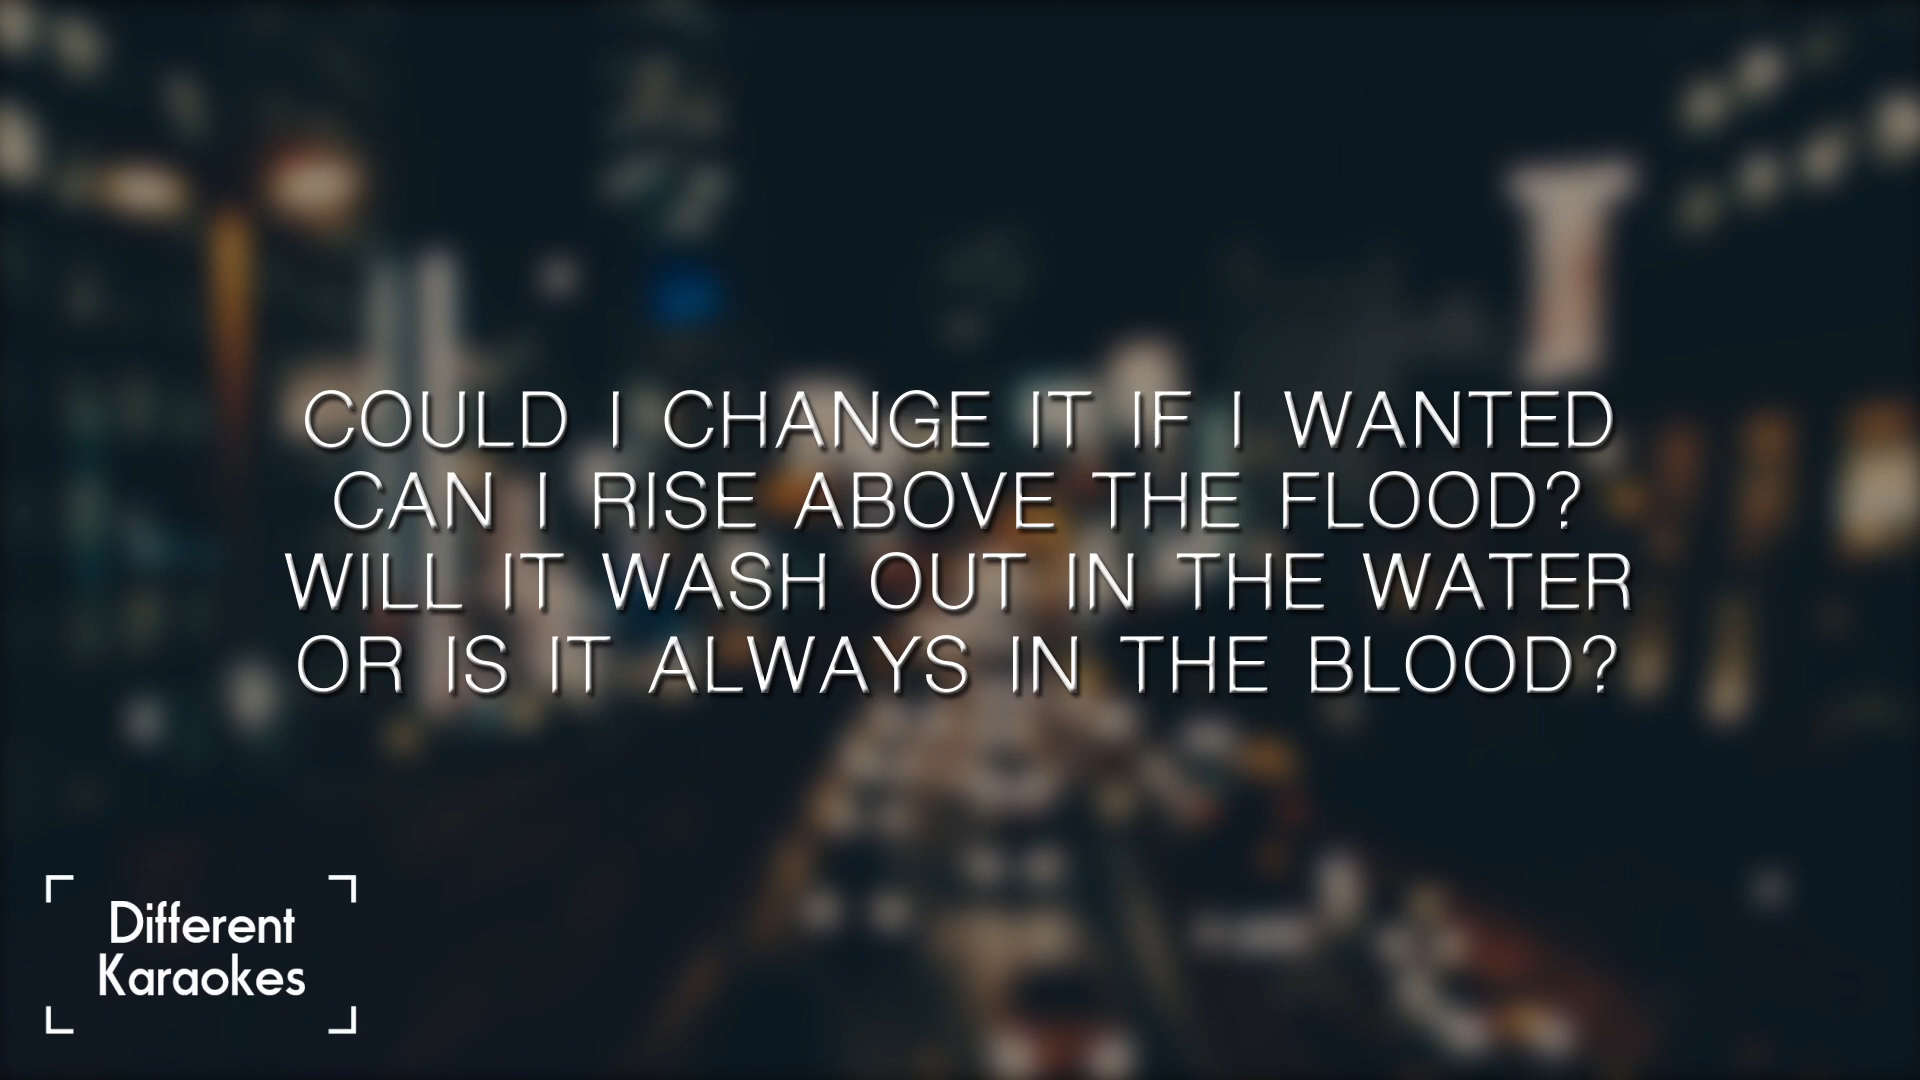 COULD I CHANGE IT IF I WANTED
CAN I RISE ABOVE THE FLOOD?
WILL IT WASH OUT IN THE WATER
OR IS IT ALWAYS IN THE BLOOD?
Different
Karaokes